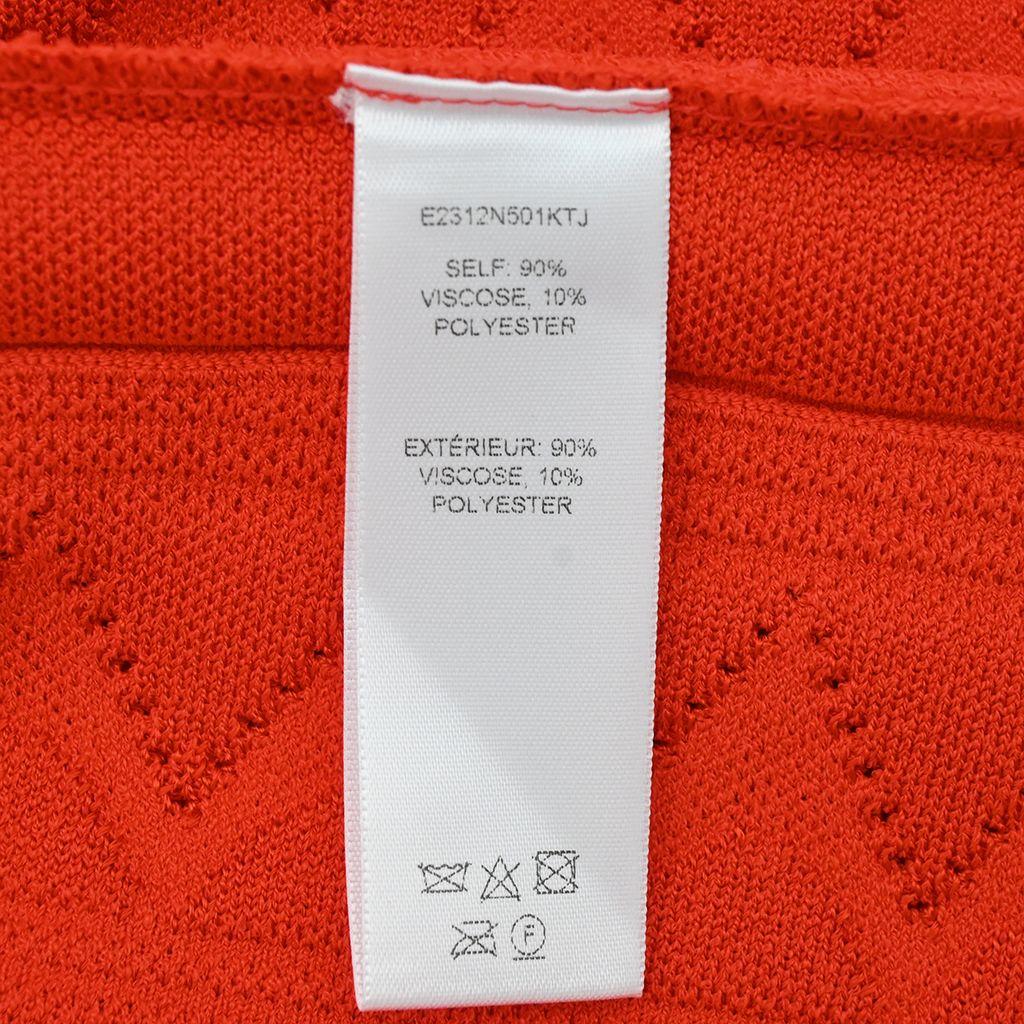 E2312N501KTJ
SELF: 90%
VISCOSE, 10%
POLYESTER
EXTÉRIEUR: 90%
VISCOSE, 10%
POLYESTER
F